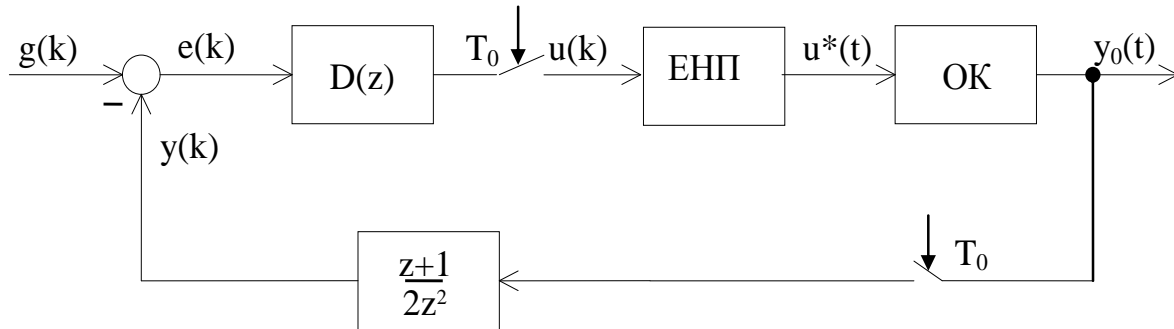 g(k)
e(k)
D(z)
T₀
u(k)
ЕНП
u*(t)
ОК
y₀(t)
–
y(k)
z+1
2z²
T₀